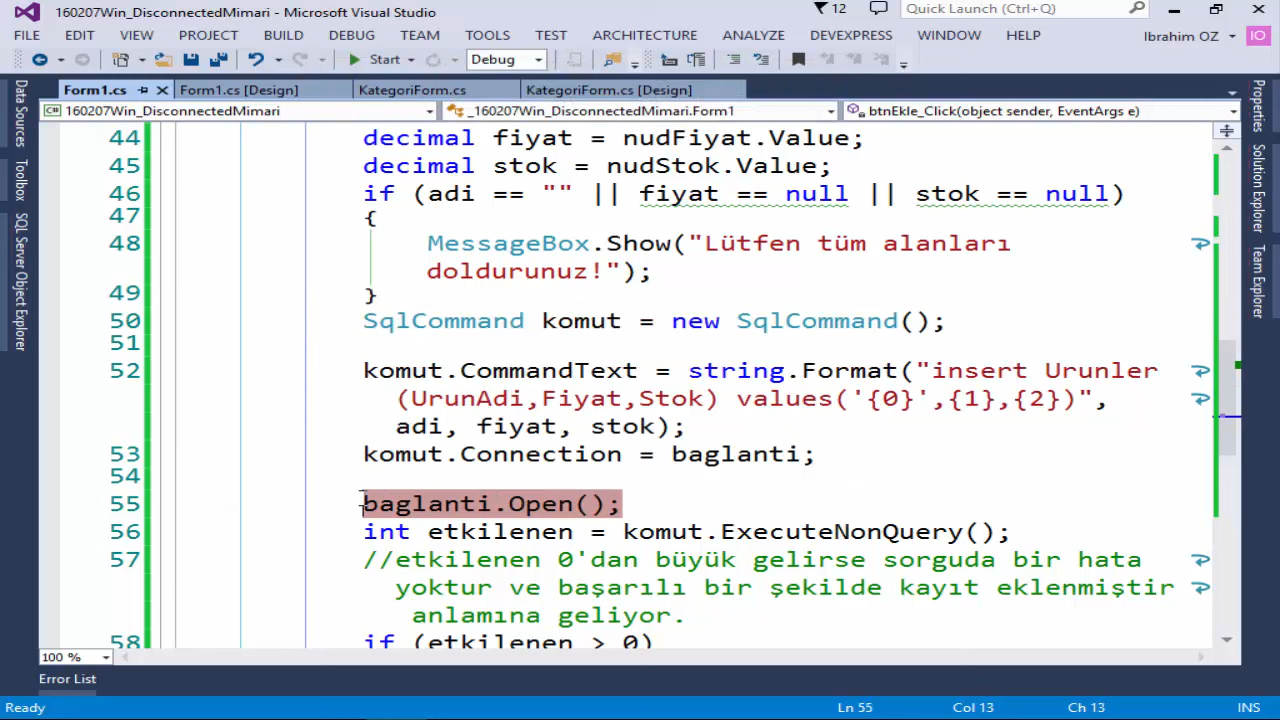 160207Win_DisconnectedMimari - Microsoft Visual Studio
12
Quick Launch (Ctrl+Q)
FILE EDIT VIEW PROJECT BUILD DEBUG TEAM TOOLS TEST ARCHITECTURE ANALYZE DEVEXPRESS WINDOW HELP
Ibrahim OZ
IO
Start
Debug
Form1.cs
Form1.cs [Design]
KategoriForm.cs
KategoriForm.cs [Design]
160207Win_DisconnectedMimari
_160207Win_DisconnectedMimari.Form1
btnEkle_Click(object sender, EventArgs e)
Data Sources
Toolbox
SQL Server Object Explorer
Properties
Solution Explorer
Team Explorer
44 decimal fiyat = nudFiyat.Value;
45 decimal stok = nudStok.Value;
46 if (adi == "" || fiyat == null || stok == null)
47 {
48 MessageBox.Show("Lütfen tüm alanları
doldurunuz!");
49 }
50 SqlCommand komut = new SqlCommand();
51
52 komut.CommandText = string.Format("insert Urunler
(UrunAdi,Fiyat,Stok) values('{0}',{1},{2})",
adi, fiyat, stok);
53 komut.Connection = baglanti;
54
55 baglanti.Open();
56 int etkilenen = komut.ExecuteNonQuery();
57 //etkilenen 0'dan büyük gelirse sorguda bir hata
yoktur ve başarılı bir şekilde kayıt eklenmiştir
anlamına geliyor.
58 if (etkilenen > 0)
100 %
Error List
Ready
Ln 55
Col 13
Ch 13
INS